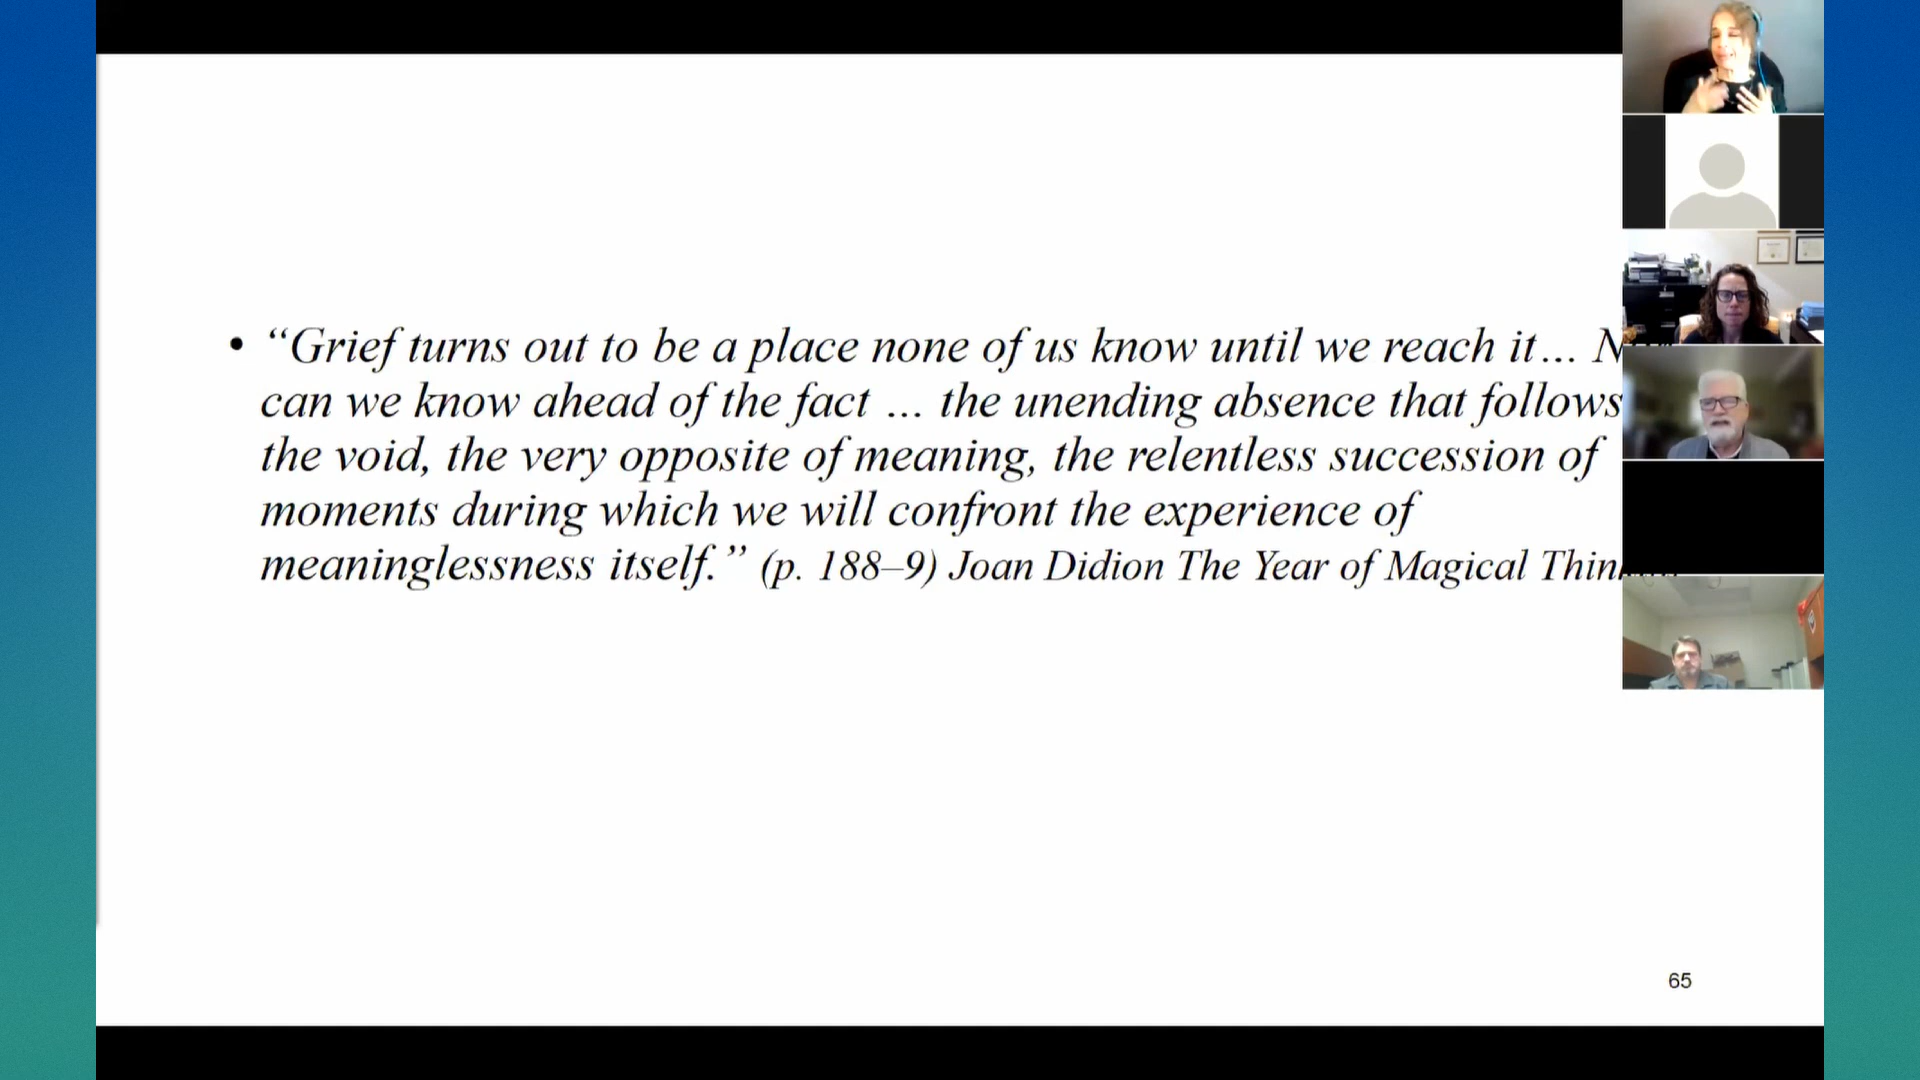 • “Grief turns out to be a place none of us know until we reach it…
can we know ahead of the fact … the unending absence that follows
the void, the very opposite of meaning, the relentless succession of
moments during which we will confront the experience of
meaninglessness itself.” (p. 188–9) Joan Didion The Year of Magical
65